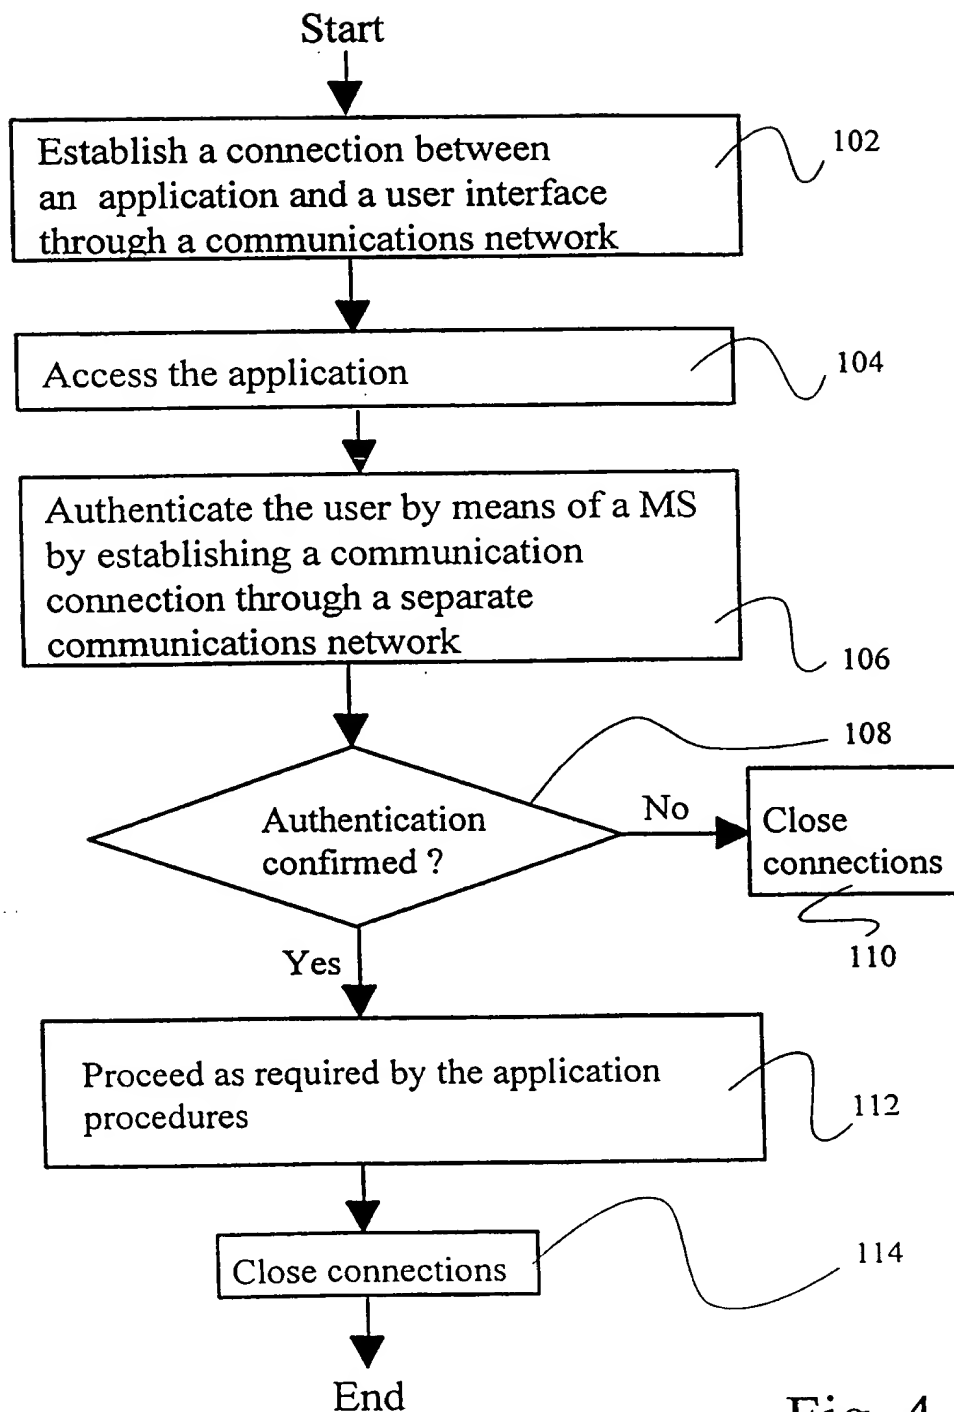 Start
Establish a connection between
an application and a user interface
through a communications network
102
Access the application
104
Authenticate the user by means of a MS
by establishing a communication
connection through a separate
communications network
106
108
Authentication
confirmed ?
No
Close
connections
110
Yes
Proceed as required by the application
procedures
112
Close connections
114
End
Fig. 4